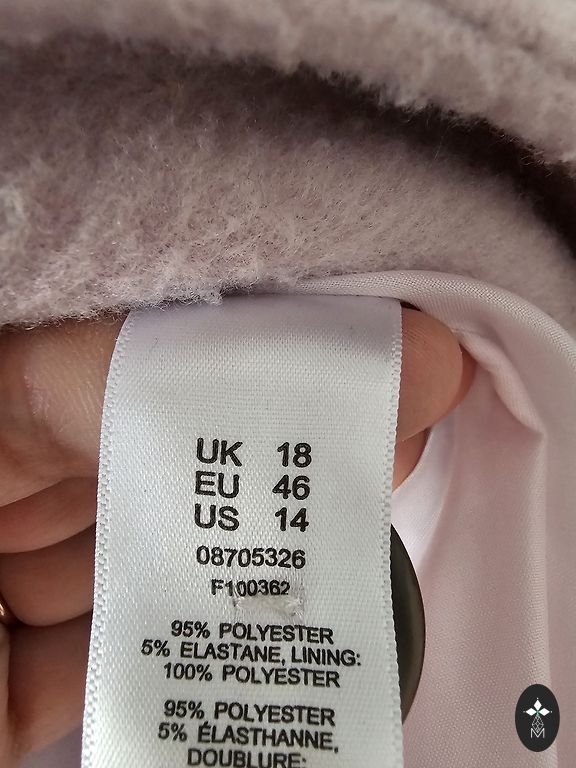 UK 18
EU 46
US 14
08705326
F100362
95% POLYESTER
5% ELASTANE, LINING:
100% POLYESTER
95% POLYESTER
5% ÉLASTHANNE,
DOUBLURE:
M